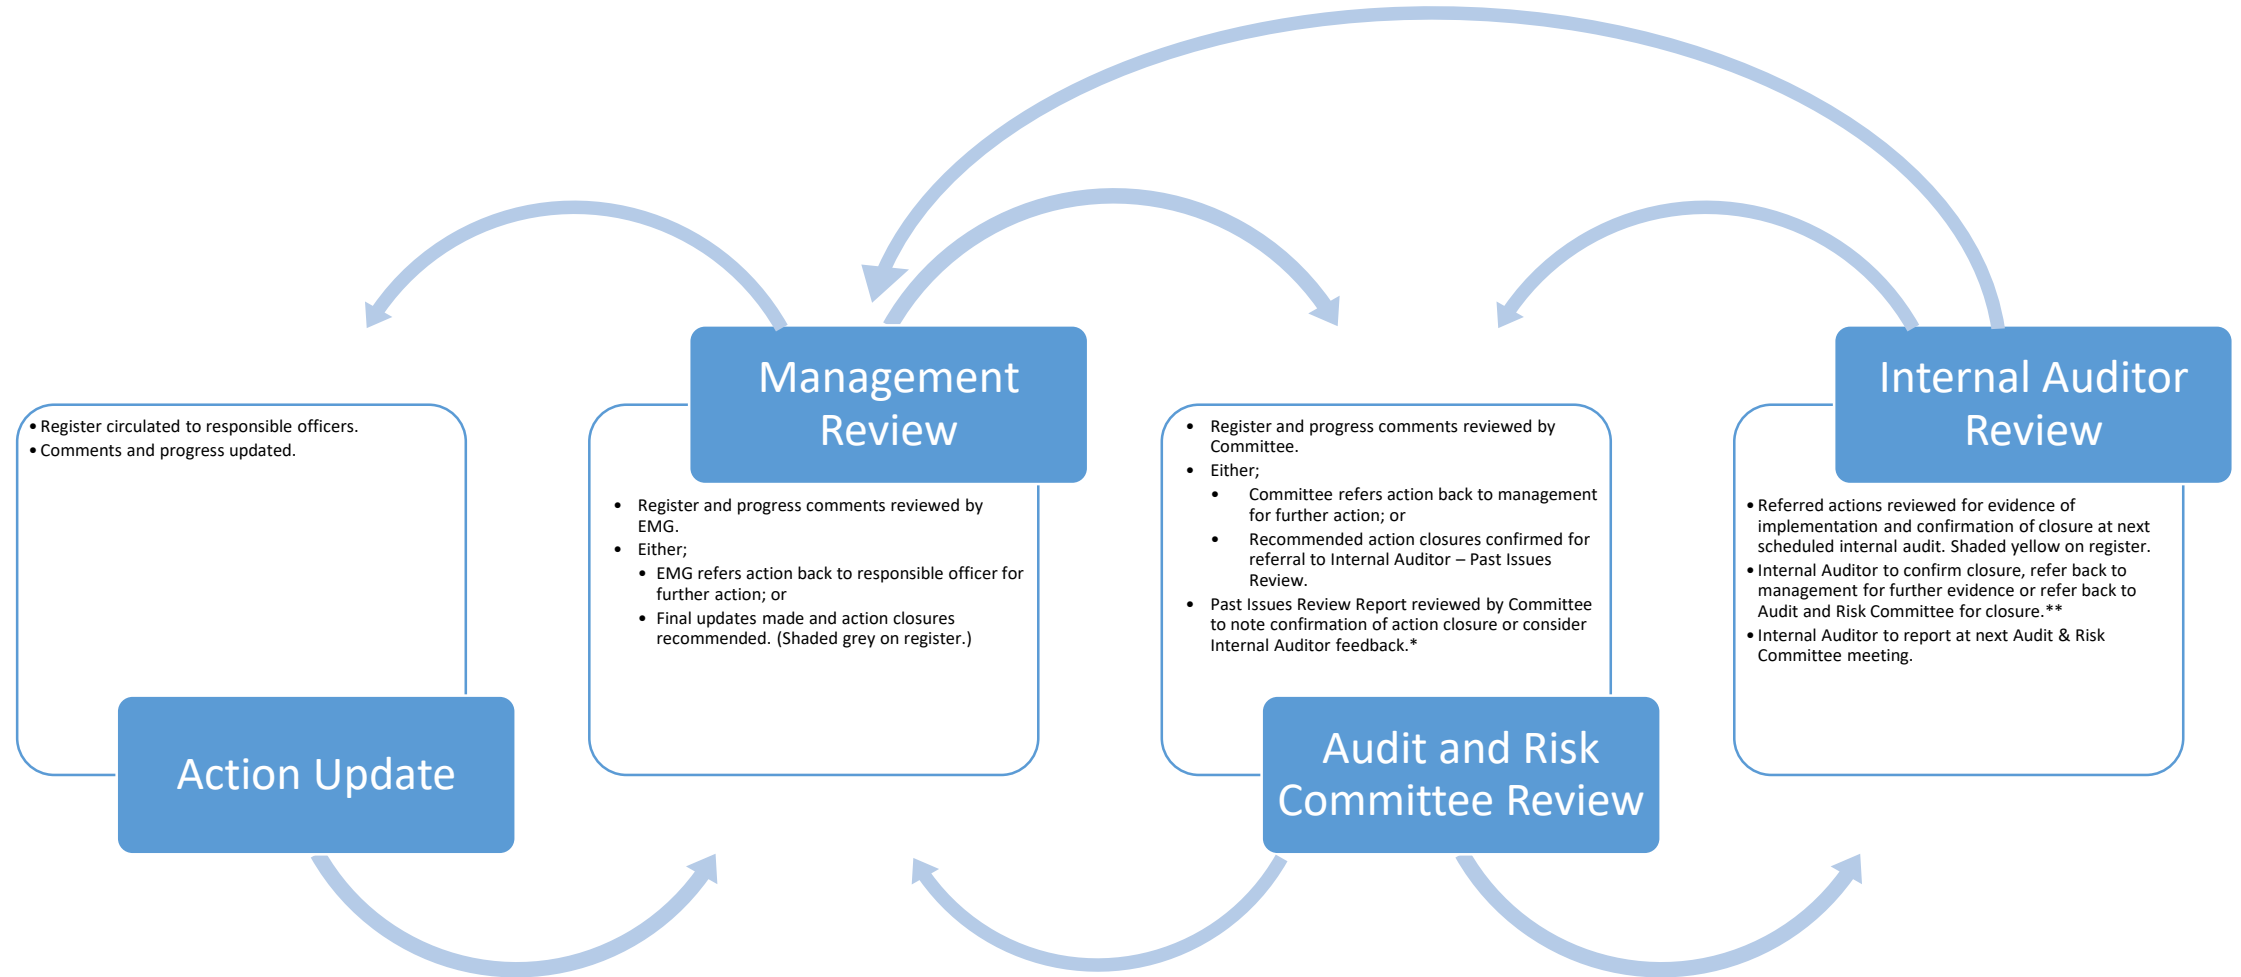 • Register circulated to responsible officers.
• Comments and progress updated.
Action Update
Management
Review
• Register and progress comments reviewed by
EMG.
• Either;
• EMG refers action back to responsible officer for
further action; or
• Final updates made and action closures
recommended. (Shaded grey on register.)
• Register and progress comments reviewed by
Committee.
• Either;
• Committee refers action back to management
for further action; or
• Recommended action closures confirmed for
referral to Internal Auditor – Past Issues
Review.
• Past Issues Review Report reviewed by Committee
to note confirmation of action closure or consider
Internal Auditor feedback.*
Audit and Risk
Committee Review
Internal Auditor
Review
• Referred actions reviewed for evidence of
implementation and confirmation of closure at next
scheduled internal audit. Shaded yellow on register.
• Internal Auditor to confirm closure, refer back to
management for further evidence or refer back to
Audit and Risk Committee for closure.**
• Internal Auditor to report at next Audit & Risk
Committee meeting.